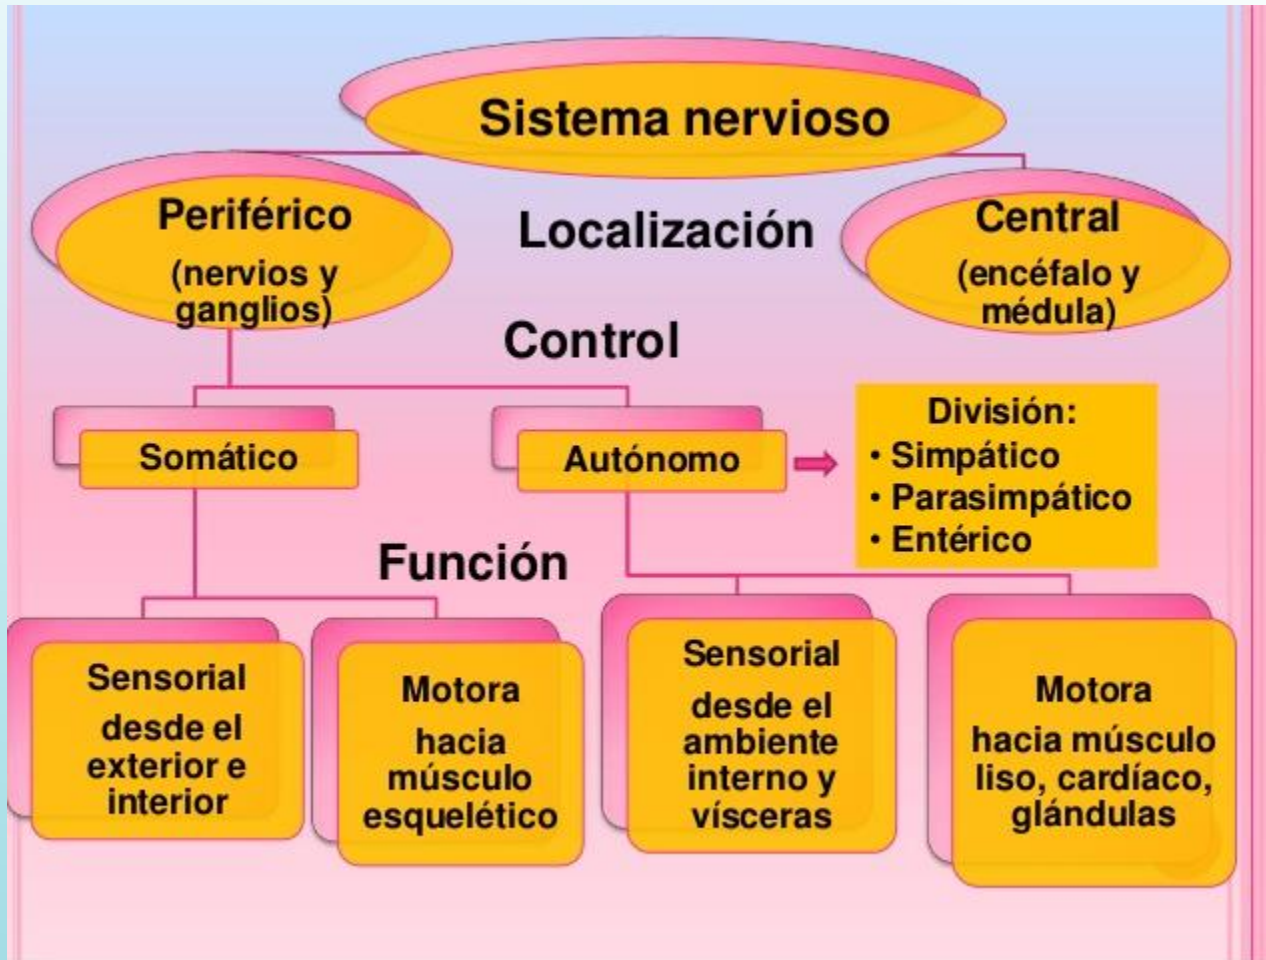 Sistema nervioso
Periférico
(nervios y
ganglios)
Localización
Central
(encéfalo y
médula)
Control
Somático
Autónomo
División:
• Simpático
• Parasimpático
• Entérico
Función
Sensorial
desde el
exterior e
interior
Motora
hacia
músculo
esquelético
Sensorial
desde el
ambiente
interno y
vísceras
Motora
hacia músculo
liso, cardíaco,
glándulas